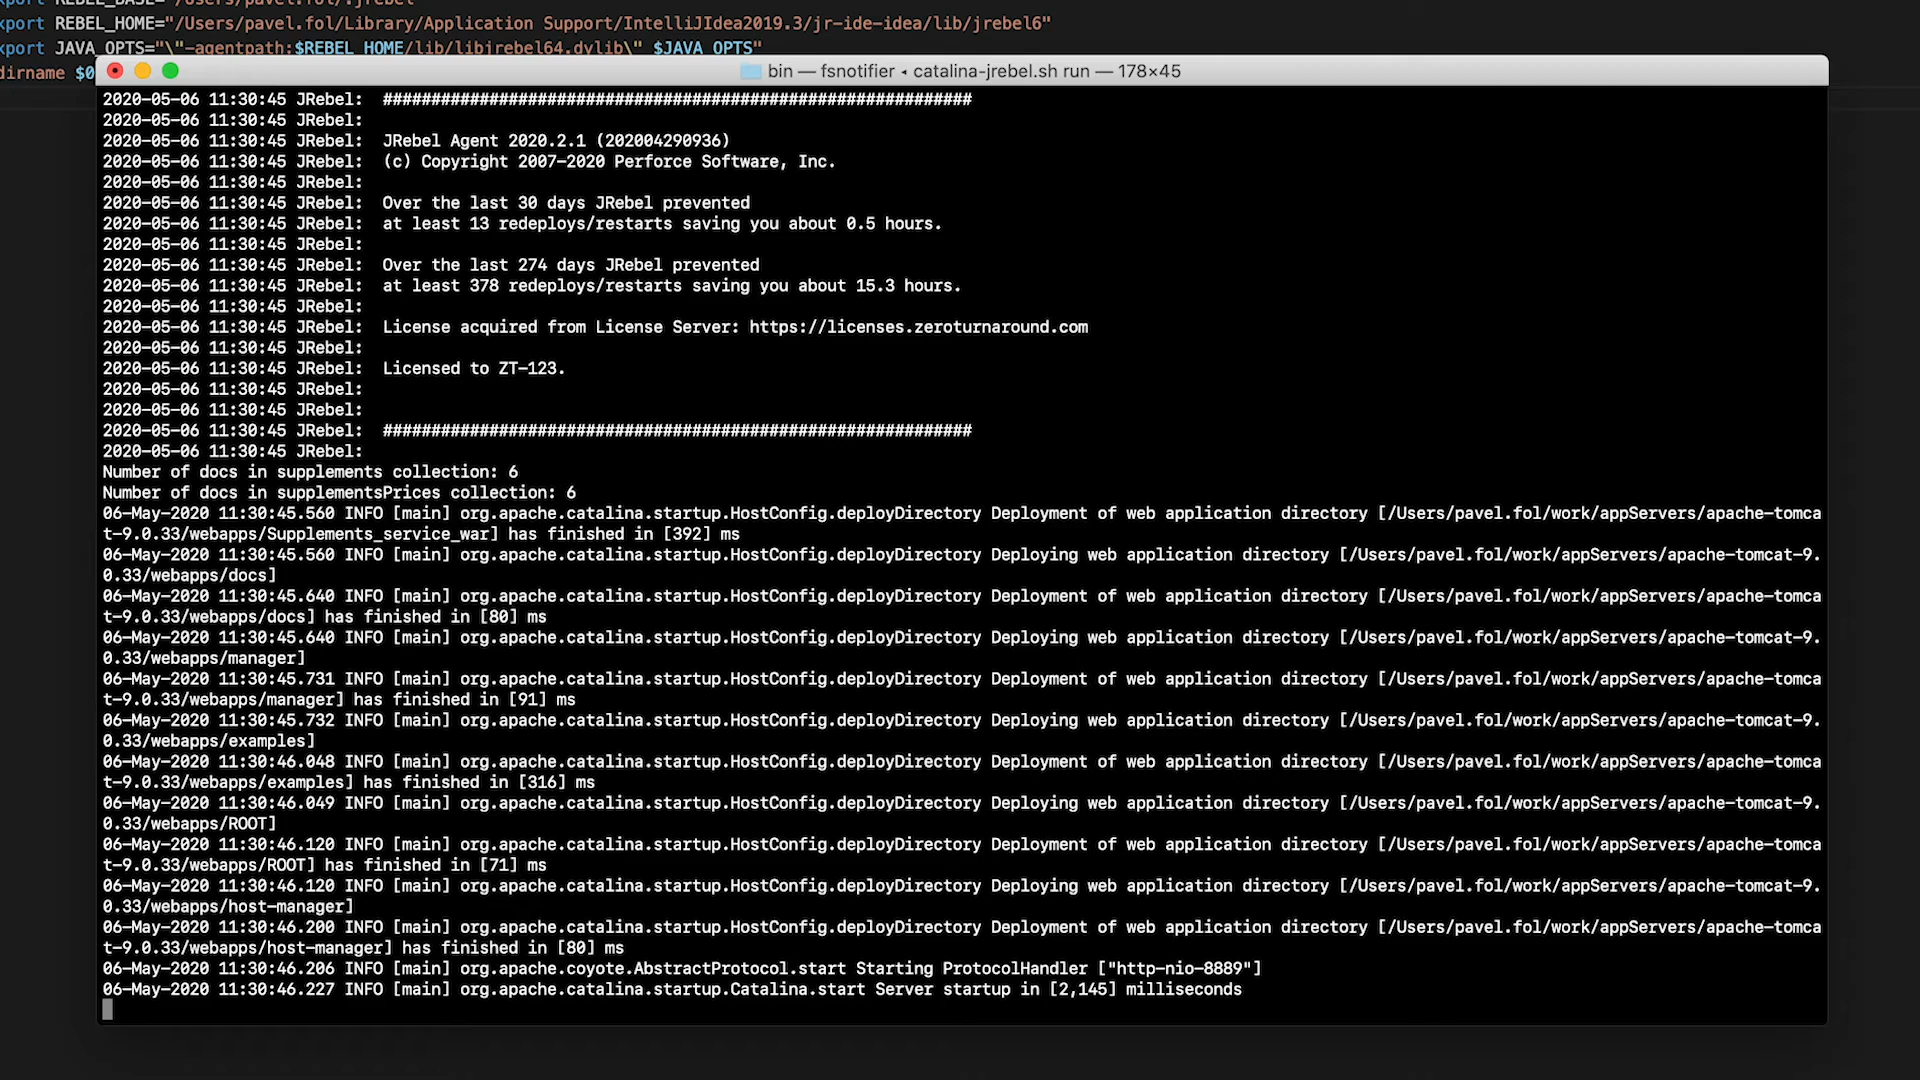 xport REBEL_BASE="/Users/pavel.fol/.jrebel
xport REBEL_HOME="/Users/pavel.fol/Library/Application Support/IntelliJIdea2019.3/jr-ide-idea/lib/jrebel6"
xport JAVA_OPTS="\"-agentpath:$REBEL_HOME/lib/libjrebel64.dylib\" $JAVA_OPTS"
dirname $0
bin — fsnotifier ◂ catalina-jrebel.sh run — 178×45
2020-05-06 11:30:45 JRebel:  #############################################################
2020-05-06 11:30:45 JRebel:
2020-05-06 11:30:45 JRebel:  JRebel Agent 2020.2.1 (202004290936)
2020-05-06 11:30:45 JRebel:  (c) Copyright 2007-2020 Perforce Software, Inc.
2020-05-06 11:30:45 JRebel:
2020-05-06 11:30:45 JRebel:  Over the last 30 days JRebel prevented
2020-05-06 11:30:45 JRebel:  at least 13 redeploys/restarts saving you about 0.5 hours.
2020-05-06 11:30:45 JRebel:
2020-05-06 11:30:45 JRebel:  Over the last 274 days JRebel prevented
2020-05-06 11:30:45 JRebel:  at least 378 redeploys/restarts saving you about 15.3 hours.
2020-05-06 11:30:45 JRebel:
2020-05-06 11:30:45 JRebel:  License acquired from License Server: https://licenses.zeroturnaround.com
2020-05-06 11:30:45 JRebel:
2020-05-06 11:30:45 JRebel:  Licensed to ZT-123.
2020-05-06 11:30:45 JRebel:
2020-05-06 11:30:45 JRebel:
2020-05-06 11:30:45 JRebel:  #############################################################
2020-05-06 11:30:45 JRebel:
Number of docs in supplements collection: 6
Number of docs in supplementsPrices collection: 6
06-May-2020 11:30:45.560 INFO [main] org.apache.catalina.startup.HostConfig.deployDirectory Deployment of web application directory [/Users/pavel.fol/work/appServers/apache-tomca
t-9.0.33/webapps/Supplements_service_war] has finished in [392] ms
06-May-2020 11:30:45.560 INFO [main] org.apache.catalina.startup.HostConfig.deployDirectory Deploying web application directory [/Users/pavel.fol/work/appServers/apache-tomcat-9.
0.33/webapps/docs]
06-May-2020 11:30:45.640 INFO [main] org.apache.catalina.startup.HostConfig.deployDirectory Deployment of web application directory [/Users/pavel.fol/work/appServers/apache-tomca
t-9.0.33/webapps/docs] has finished in [80] ms
06-May-2020 11:30:45.640 INFO [main] org.apache.catalina.startup.HostConfig.deployDirectory Deploying web application directory [/Users/pavel.fol/work/appServers/apache-tomcat-9.
0.33/webapps/manager]
06-May-2020 11:30:45.731 INFO [main] org.apache.catalina.startup.HostConfig.deployDirectory Deployment of web application directory [/Users/pavel.fol/work/appServers/apache-tomca
t-9.0.33/webapps/manager] has finished in [91] ms
06-May-2020 11:30:45.732 INFO [main] org.apache.catalina.startup.HostConfig.deployDirectory Deploying web application directory [/Users/pavel.fol/work/appServers/apache-tomcat-9.
0.33/webapps/examples]
06-May-2020 11:30:46.048 INFO [main] org.apache.catalina.startup.HostConfig.deployDirectory Deployment of web application directory [/Users/pavel.fol/work/appServers/apache-tomca
t-9.0.33/webapps/examples] has finished in [316] ms
06-May-2020 11:30:46.049 INFO [main] org.apache.catalina.startup.HostConfig.deployDirectory Deploying web application directory [/Users/pavel.fol/work/appServers/apache-tomcat-9.
0.33/webapps/ROOT]
06-May-2020 11:30:46.120 INFO [main] org.apache.catalina.startup.HostConfig.deployDirectory Deployment of web application directory [/Users/pavel.fol/work/appServers/apache-tomca
t-9.0.33/webapps/ROOT] has finished in [71] ms
06-May-2020 11:30:46.120 INFO [main] org.apache.catalina.startup.HostConfig.deployDirectory Deploying web application directory [/Users/pavel.fol/work/appServers/apache-tomcat-9.
0.33/webapps/host-manager]
06-May-2020 11:30:46.200 INFO [main] org.apache.catalina.startup.HostConfig.deployDirectory Deployment of web application directory [/Users/pavel.fol/work/appServers/apache-tomca
t-9.0.33/webapps/host-manager] has finished in [80] ms
06-May-2020 11:30:46.206 INFO [main] org.apache.coyote.AbstractProtocol.start Starting ProtocolHandler ["http-nio-8889"]
06-May-2020 11:30:46.227 INFO [main] org.apache.catalina.startup.Catalina.start Server startup in [2,145] milliseconds